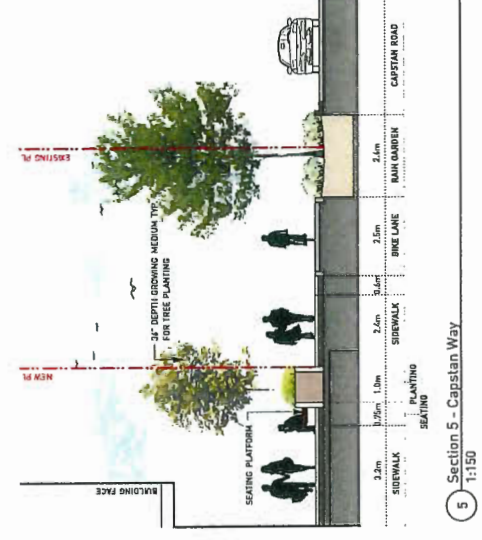 EXISTING PL
NEW PL
36" DEPTH GROWING MEDIUM TYP.
FOR TREE PLANTING
BUILDING FACE
SEATING PLATFORM
2.2m
0.75m
1.0m
2.4m
0.6m
2.5m
2.6m
SIDEWALK
SEATING
PLANTING
SIDEWALK
BIKE LANE
RAIN GARDEN
CAPSTAN ROAD
5
Section 5 - Capstan Way
1:150